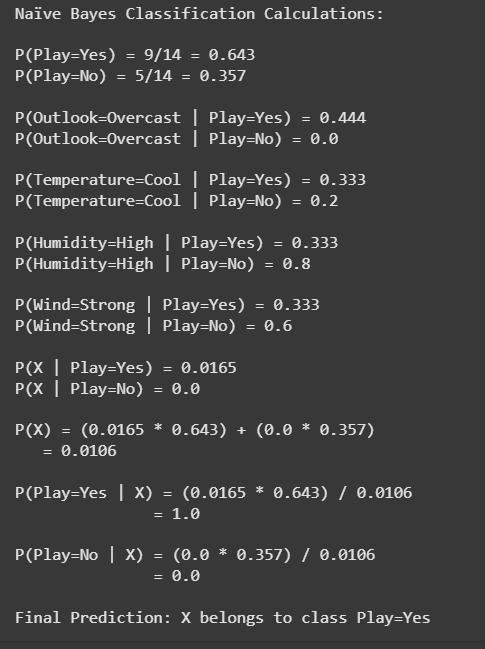 Naïve Bayes Classification Calculations:
P(Play=Yes) = 9/14 = 0.643
P(Play=No) = 5/14 = 0.357
P(Outlook=Overcast | Play=Yes) = 0.444
P(Outlook=Overcast | Play=No) = 0.0
P(Temperature=Cool | Play=Yes) = 0.333
P(Temperature=Cool | Play=No) = 0.2
P(Humidity=High | Play=Yes) = 0.333
P(Humidity=High | Play=No) = 0.8
P(Wind=Strong | Play=Yes) = 0.333
P(Wind=Strong | Play=No) = 0.6
P(X | Play=Yes) = 0.0165
P(X | Play=No) = 0.0
P(X) = (0.0165 * 0.643) + (0.0 * 0.357)
= 0.0106
P(Play=Yes | X) = (0.0165 * 0.643) / 0.0106
= 1.0
P(Play=No | X) = (0.0 * 0.357) / 0.0106
= 0.0
Final Prediction: X belongs to class Play=Yes